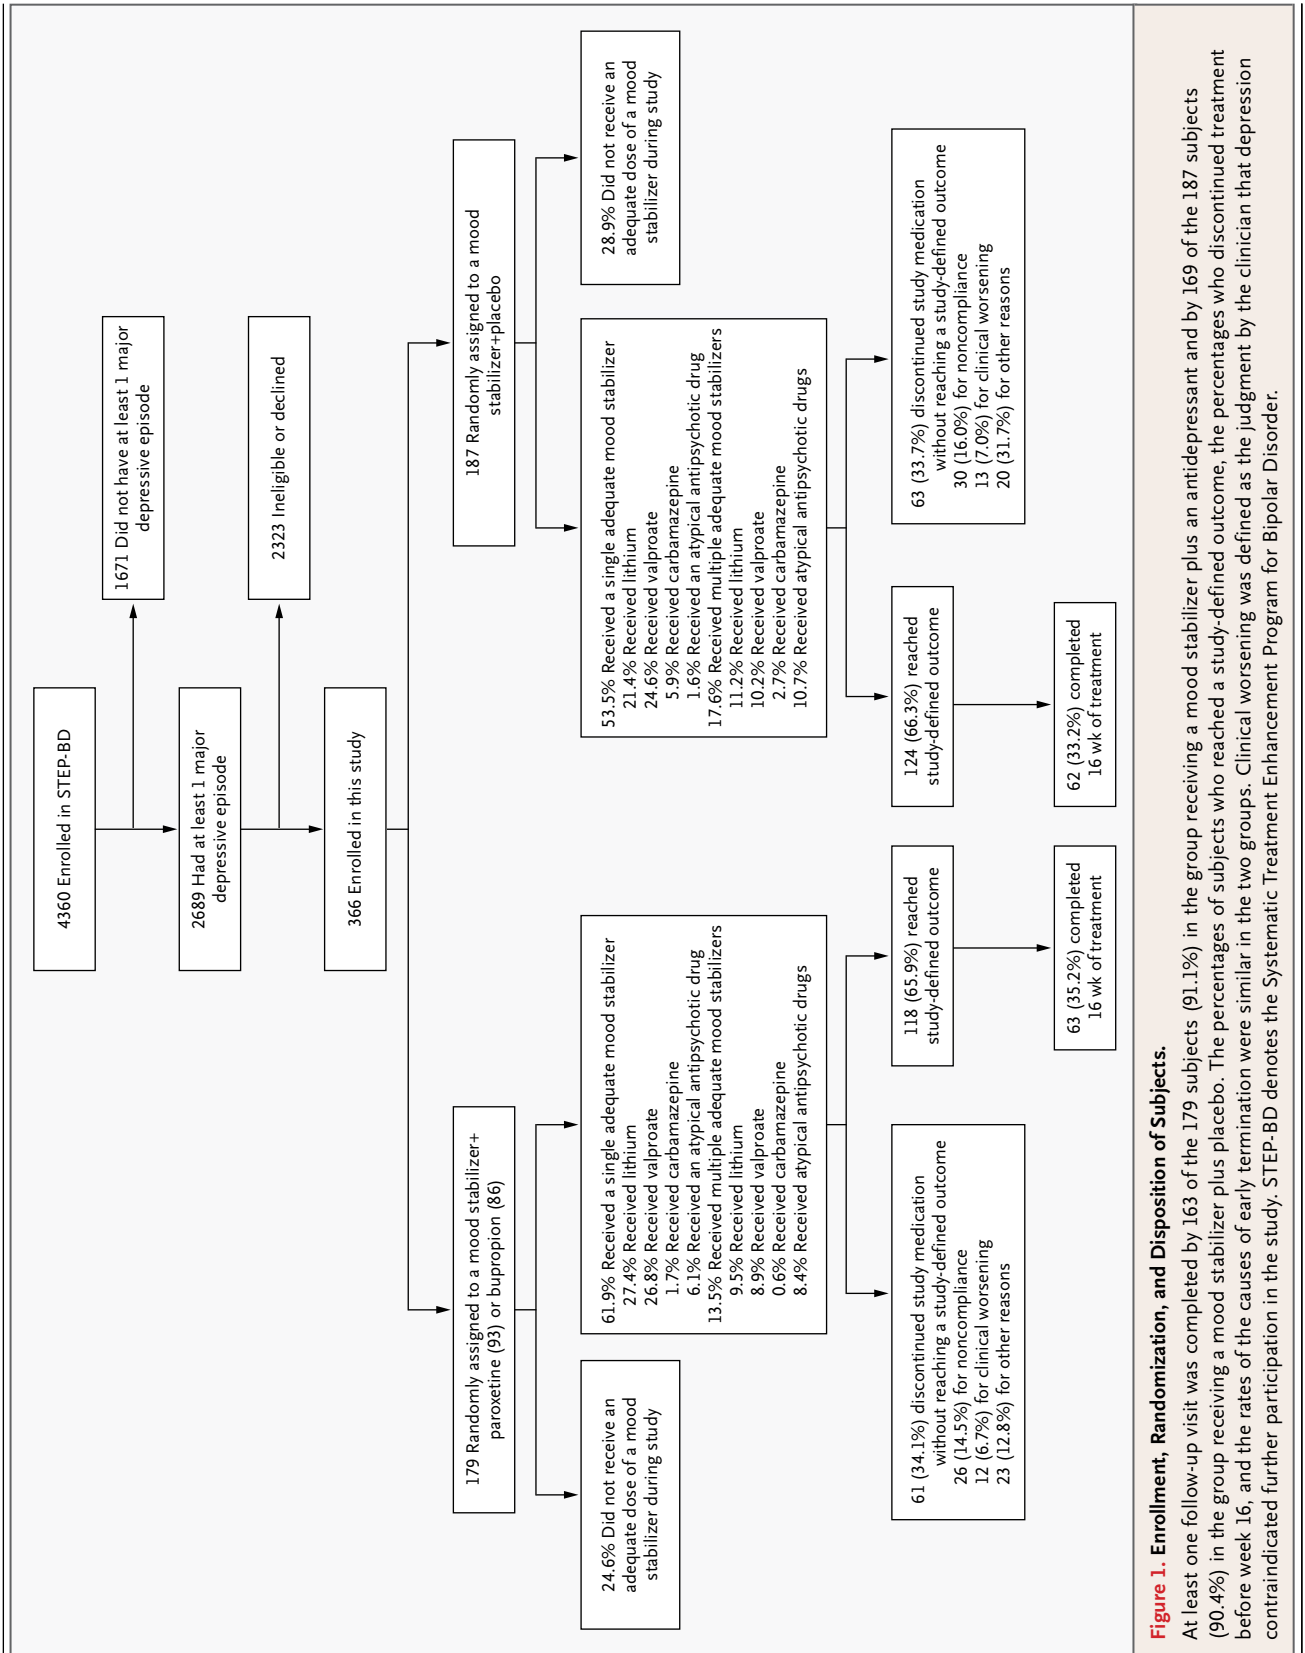 4360 Enrolled in STEP-BD
1671 Did not have at least 1 major
depressive episode
2689 Had at least 1 major
depressive episode
2323 Ineligible or declined
366 Enrolled in this study
179 Randomly assigned to a mood stabilizer+
paroxetine (93) or bupropion (86)
187 Randomly assigned to a mood
stabilizer+placebo
24.6% Did not receive an
adequate dose of a mood
stabilizer during study
61.9% Received a single adequate mood stabilizer
27.4% Received lithium
26.8% Received valproate
1.7% Received carbamazepine
6.1% Received an atypical antipsychotic drug
13.5% Received multiple adequate mood stabilizers
9.5% Received lithium
8.9% Received valproate
0.6% Received carbamazepine
8.4% Received atypical antipsychotic drugs
53.5% Received a single adequate mood stabilizer
21.4% Received lithium
24.6% Received valproate
5.9% Received carbamazepine
1.6% Received an atypical antipsychotic drug
17.6% Received multiple adequate mood stabilizers
11.2% Received lithium
10.2% Received valproate
2.7% Received carbamazepine
10.7% Received atypical antipsychotic drugs
28.9% Did not receive an
adequate dose of a mood
stabilizer during study
61 (34.1%) discontinued study medication
without reaching a study-defined outcome
26 (14.5%) for noncompliance
12 (6.7%) for clinical worsening
23 (12.8%) for other reasons
118 (65.9%) reached
study-defined outcome
124 (66.3%) reached
study-defined outcome
63 (33.7%) discontinued study medication
without reaching a study-defined outcome
30 (16.0%) for noncompliance
13 (7.0%) for clinical worsening
20 (31.7%) for other reasons
63 (35.2%) completed
16 wk of treatment
62 (33.2%) completed
16 wk of treatment
Figure 1. Enrollment, Randomization, and Disposition of Subjects.
At least one follow-up visit was completed by 163 of the 179 subjects (91.1%) in the group receiving a mood stabilizer plus an antidepressant and by 169 of the 187 subjects
(90.4%) in the group receiving a mood stabilizer plus placebo. The percentages of subjects who reached a study-defined outcome, the percentages who discontinued treatment
before week 16, and the rates of the causes of early termination were similar in the two groups. Clinical worsening was defined as the judgment by the clinician that depression
contraindicated further participation in the study. STEP-BD denotes the Systematic Treatment Enhancement Program for Bipolar Disorder.